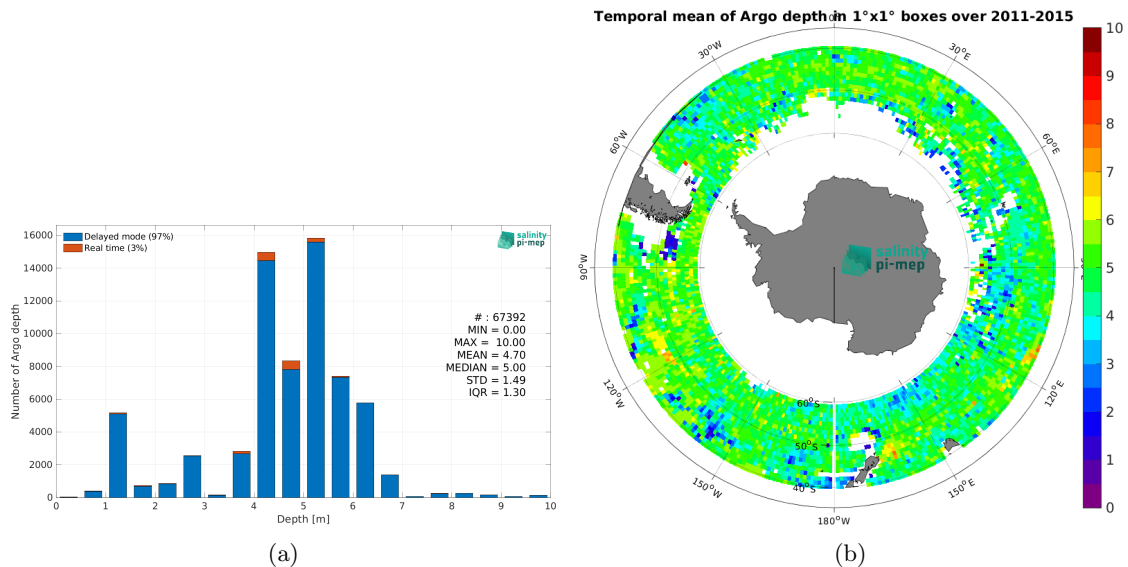 Temporal mean of Argo depth in 1°x1° boxes over 2011-2015
Delayed mode (97%)
Real time (3%)
salinity
pi-mep
# : 67392
MIN = 0.00
MAX = 10.00
MEAN = 4.70
MEDIAN = 5.00
STD = 1.49
IQR = 1.30
Number of Argo depth
16000
14000
12000
10000
8000
6000
4000
2000
0
0 1 2 3 4 5 6 7 8 9 10
Depth [m]
(a)
30°W
30°E
60°W
60°E
90°W
120°W
120°E
150°W
150°E
180°W
60°S
50°S
40°S
salinity
pi-mep
10
9
8
7
6
5
4
3
2
1
0
(b)